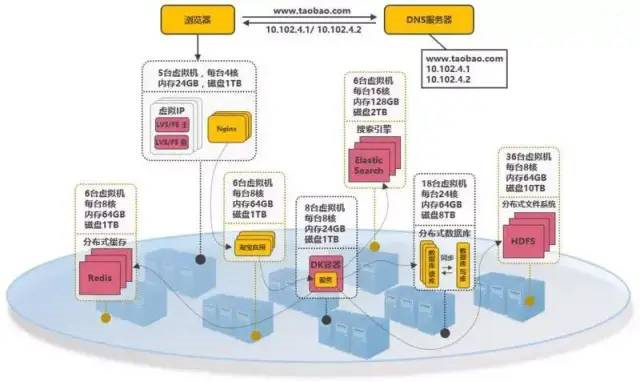 浏览器
www.taobao.com
10.102.4.1/ 10.102.4.2
DNS服务器
www.taobao.com
10.102.4.1
10.102.4.2
5台虚拟机，每台4核
内存24GB，磁盘1TB
虚拟IP
LVS/FE 主
LVS/FE 备
Nginx
6台虚拟机
每台16核
内存128GB
磁盘2TB
搜索引擎
Elastic
Search
36台虚拟机
每台8核
内存64GB
磁盘10TB
分布式文件系统
HDFS
6台虚拟机
每台8核
内存64GB
磁盘1TB
分布式缓存
Redis
6台虚拟机
每台8核
内存64GB
磁盘1TB
淘宝应用
8台虚拟机
每台8核
内存24GB
磁盘1TB
DK容器
服务
18台虚拟机
每台24核
内存64GB
磁盘8TB
分布式数据库
数据库 读库
同步
数据库 写库